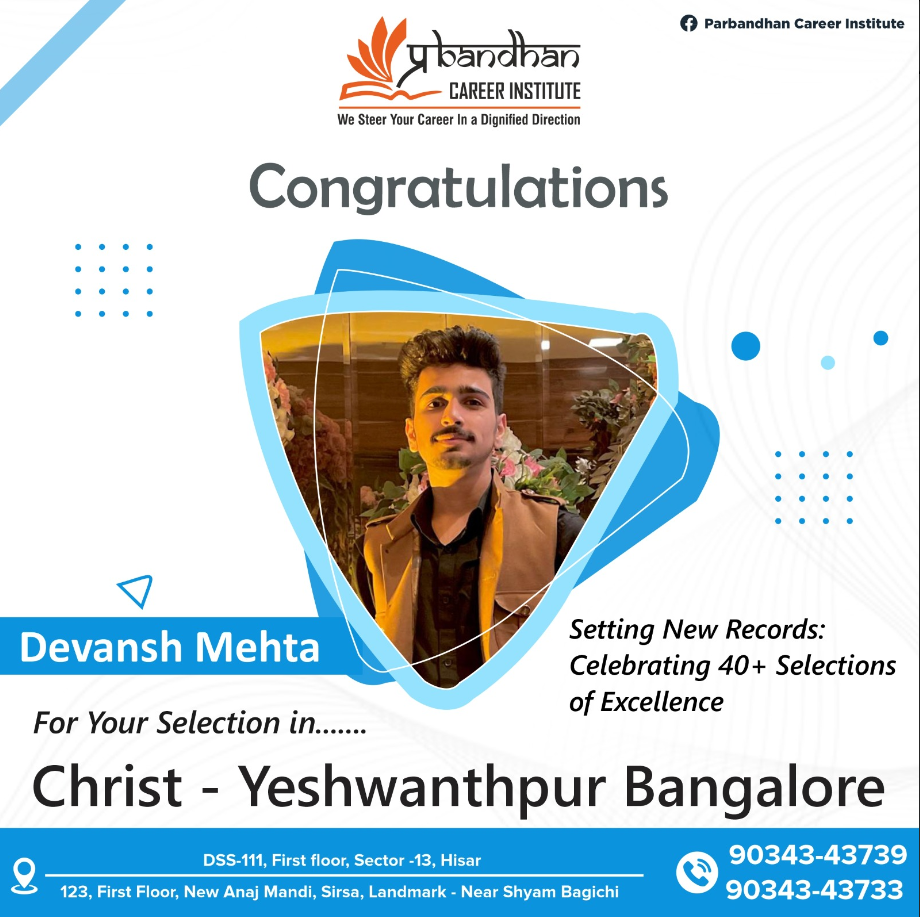 Parbandhan Career Institute
प्रbandhan
CAREER INSTITUTE
We Steer Your Career In a Dignified Direction
Congratulations
Devansh Mehta
Setting New Records:
Celebrating 40+ Selections
of Excellence
For Your Selection in.......
Christ - Yeshwanthpur Bangalore
DSS-111, First floor, Sector -13, Hisar
123, First Floor, New Anaj Mandi, Sirsa, Landmark - Near Shyam Bagichi
90343-43739
90343-43733